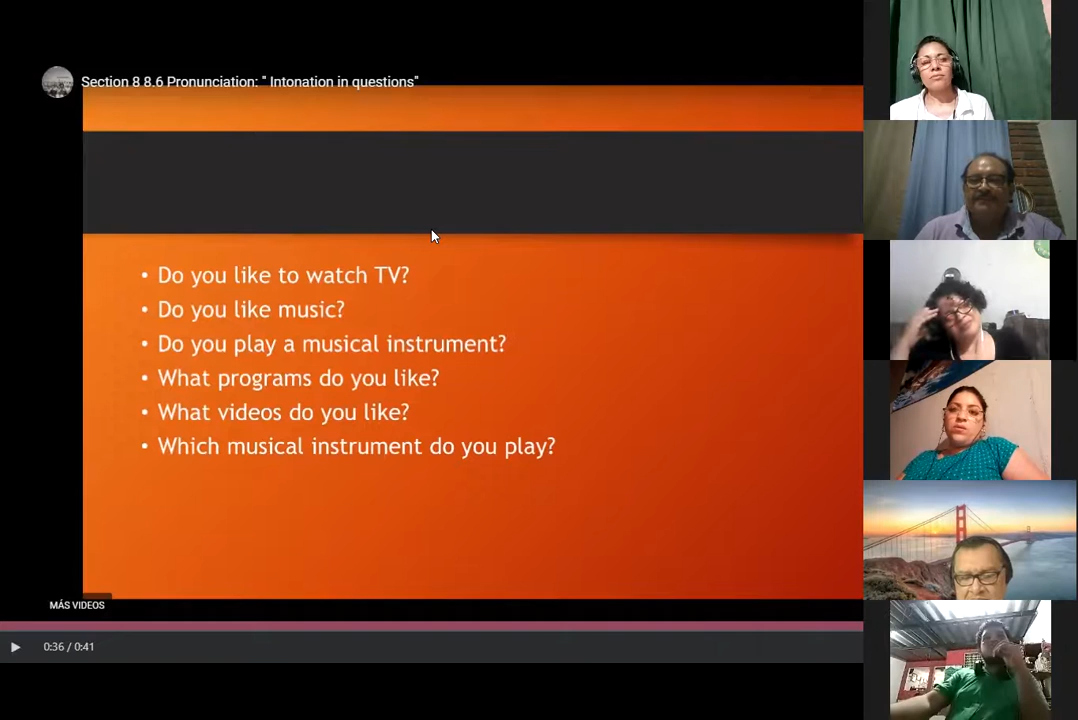 Section 8 8.6 Pronunciation: " Intonation in questions"
• Do you like to watch TV?
• Do you like music?
• Do you play a musical instrument?
• What programs do you like?
• What videos do you like?
• Which musical instrument do you play?
MÁS VIDEOS
0:36 / 0:41